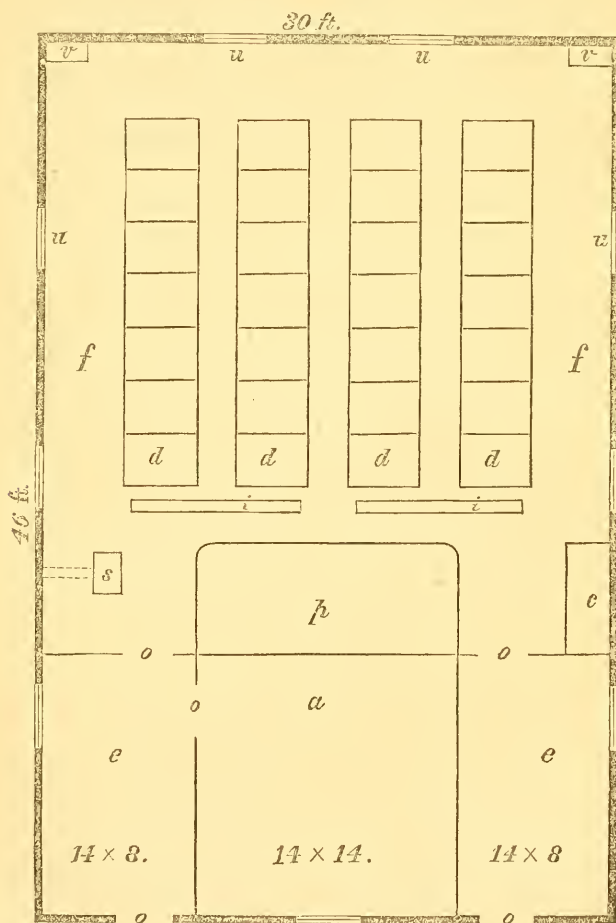 30 ft.
v u u v
u u
f f
46 ft.
d d d d
i i
s p c
o o
o a
e e
14 × 8. 14 × 14. 14 × 8
o o